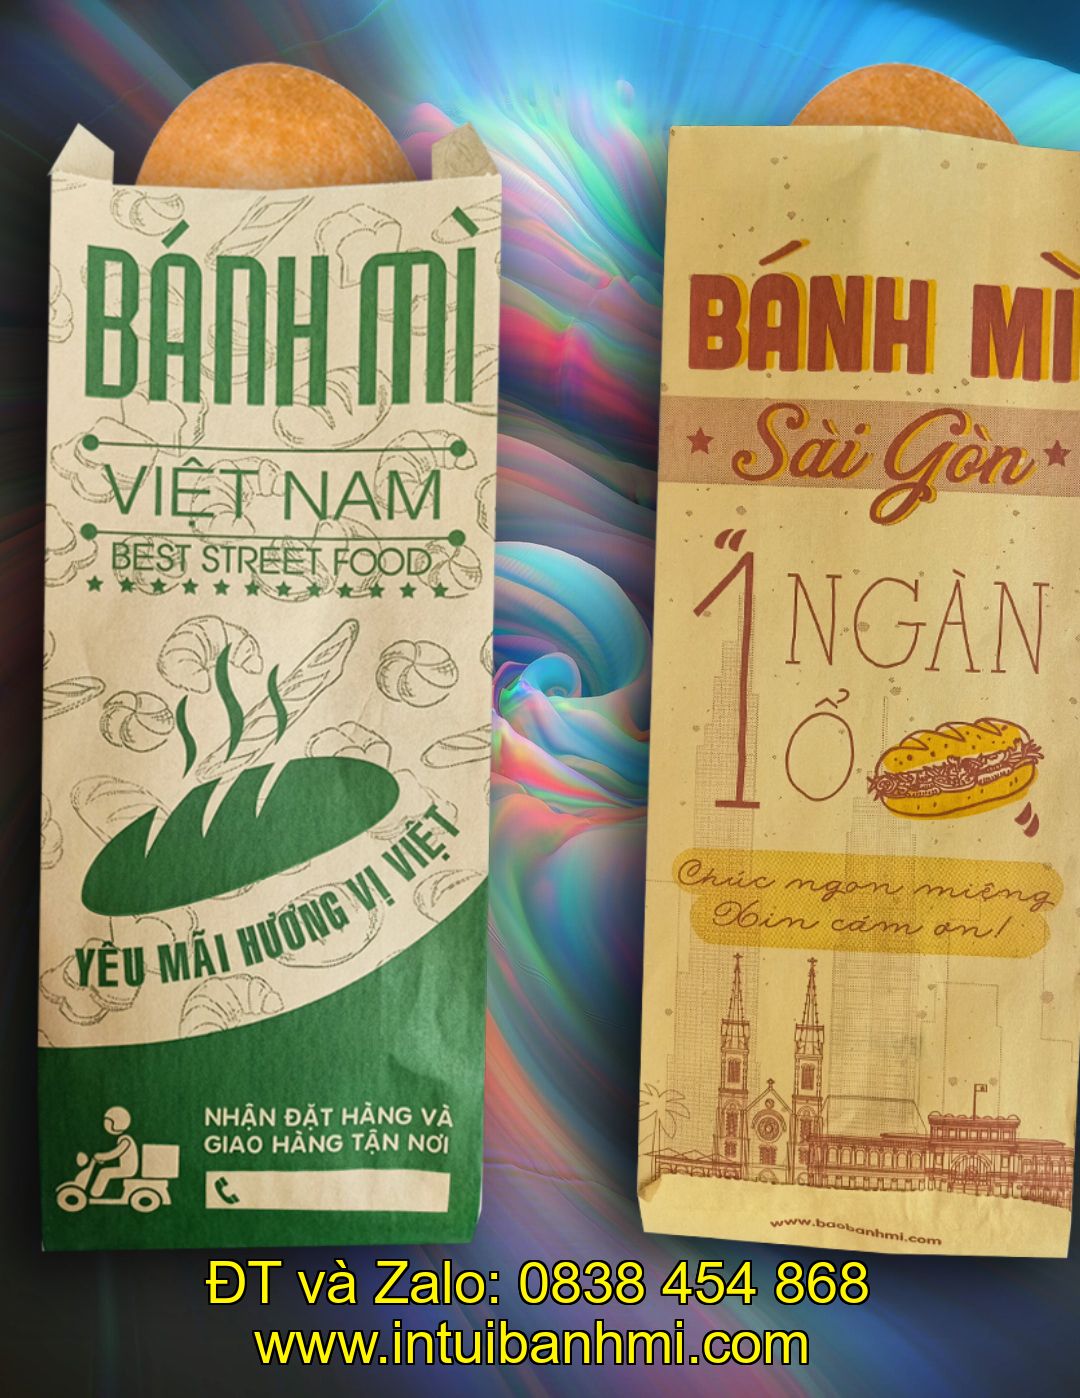 BÁNH MÌ
VIỆT NAM
BEST STREET FOOD
YÊU MÃI HƯƠNG VỊ VIỆT
NHẬN ĐẶT HÀNG VÀ
GIAO HÀNG TẬN NƠI
BÁNH MÌ
Sài Gòn
1 NGÀN
Ổ
Chúc ngon miệng
Xin cám ơn!
www.baobanhmi.com
ĐT và Zalo: 0838 454 868
www.intuibanhmi.com